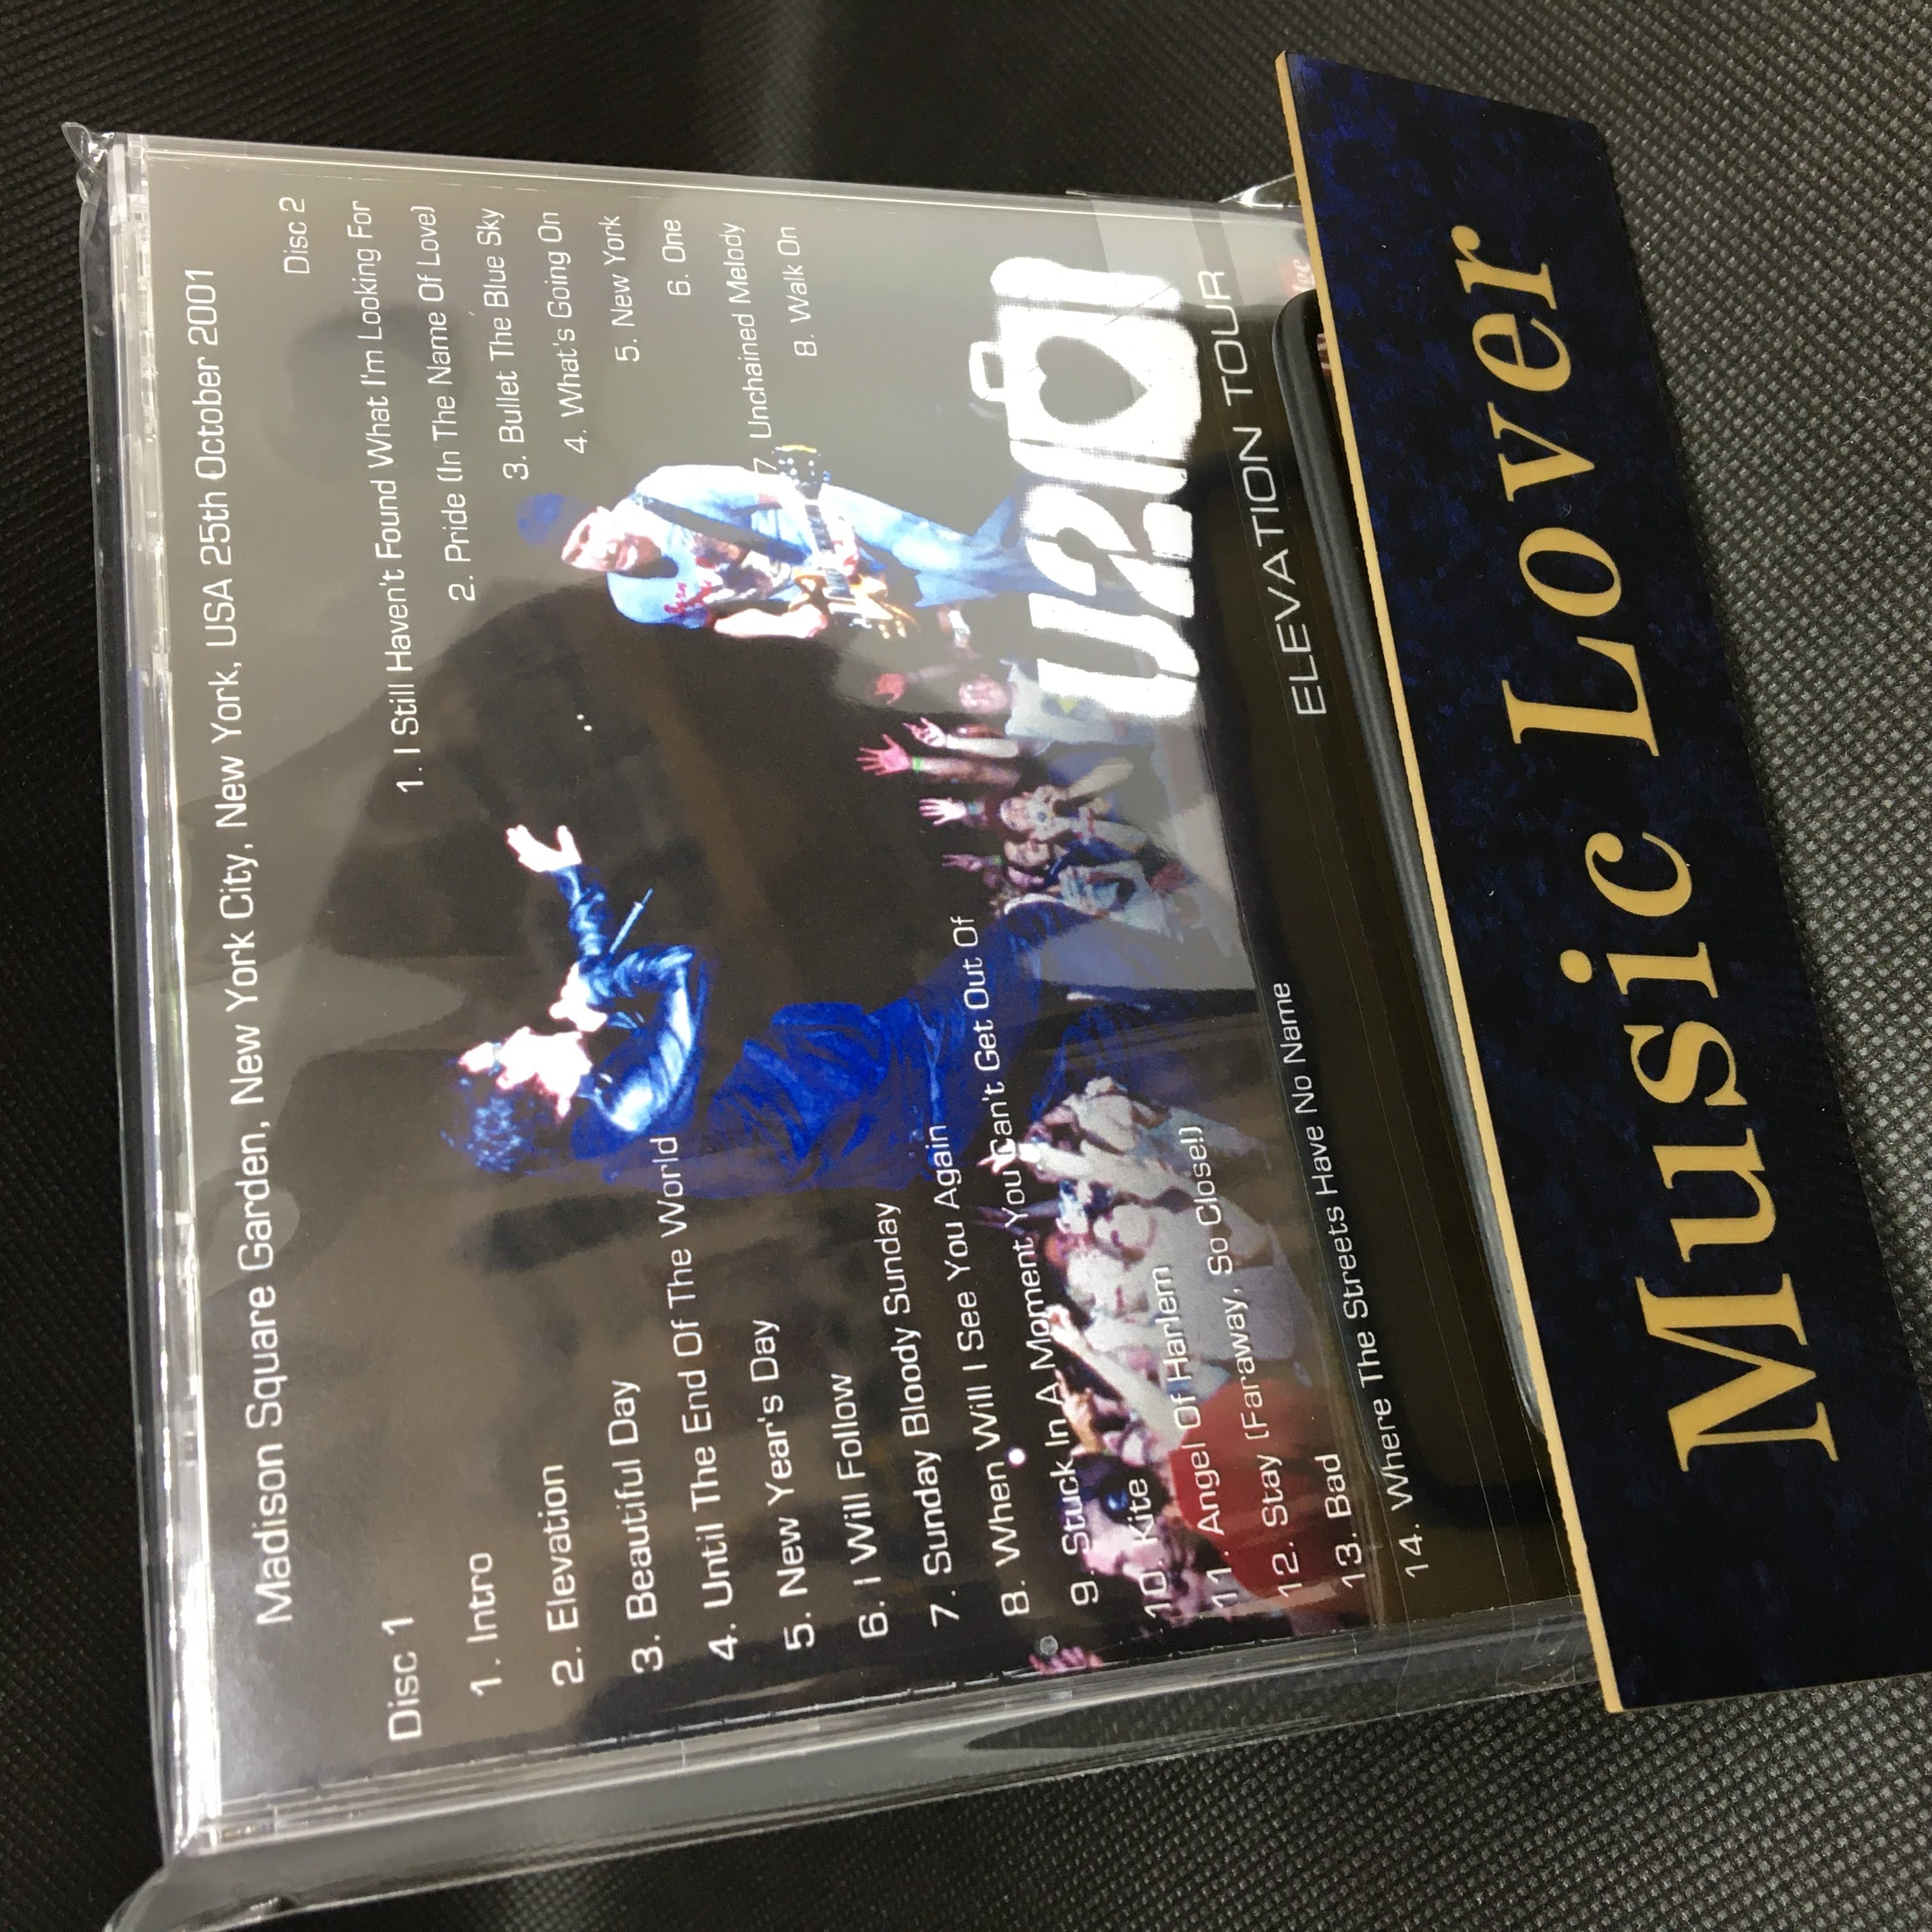 Madison Square Garden, New York City, New York, USA 25th October 2001
Disc 1
1. Intro
2. Elevation
3. Beautiful Day
4. Until The End Of The World
5. New Year's Day
6. I Will Follow
7. Sunday Bloody Sunday
8. When Will I See You Again
9. Stuck In A Moment You Can't Get Out Of
10. Kite
11. Angel Of Harlem
12. Stay (Faraway, So Close!)
13. Bad
14. Where The Streets Have No Name
Disc 2
1. I Still Haven't Found What I'm Looking For
2. Pride (In The Name Of Love)
3. Bullet The Blue Sky
4. What's Going On
5. New York
6. One
7. Unchained Melody
8. Walk On
U2
ELEVATION TOUR
Music Lover